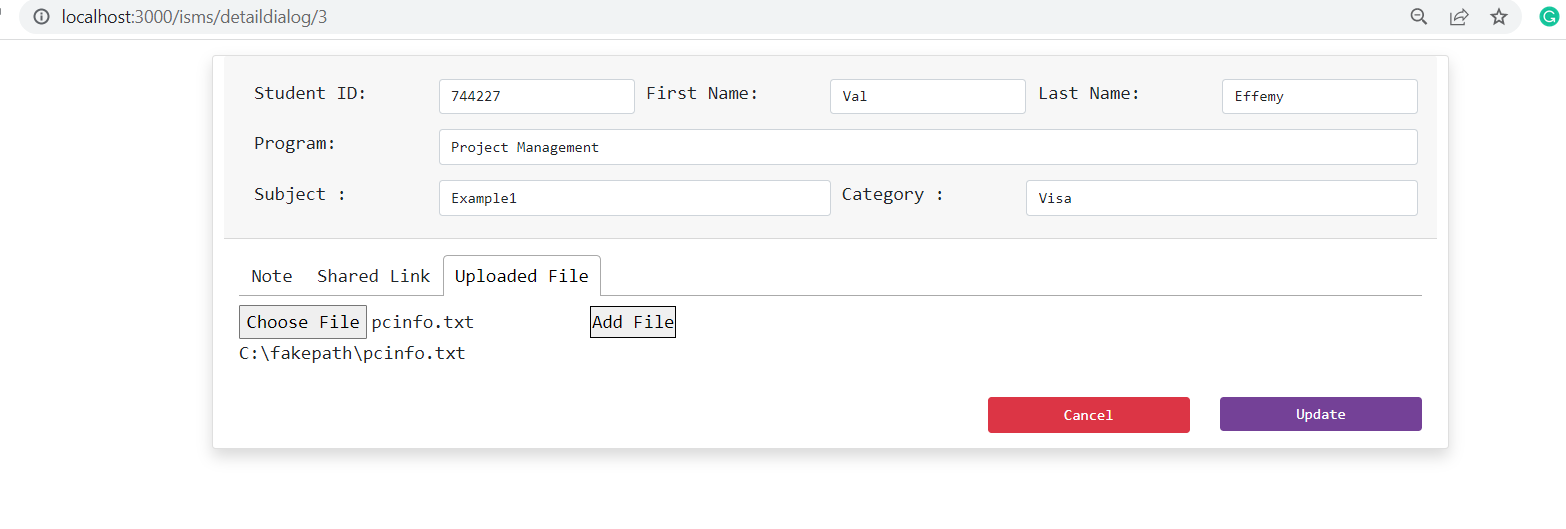 localhost:3000/isms/detaildialog/3
Student ID: 744227 First Name: Val Last Name: Effemy
Program: Project Management
Subject : Example1 Category : Visa
Note Shared Link Uploaded File
Choose File pcinfo.txt Add File
C:\fakepath\pcinfo.txt
Cancel Update